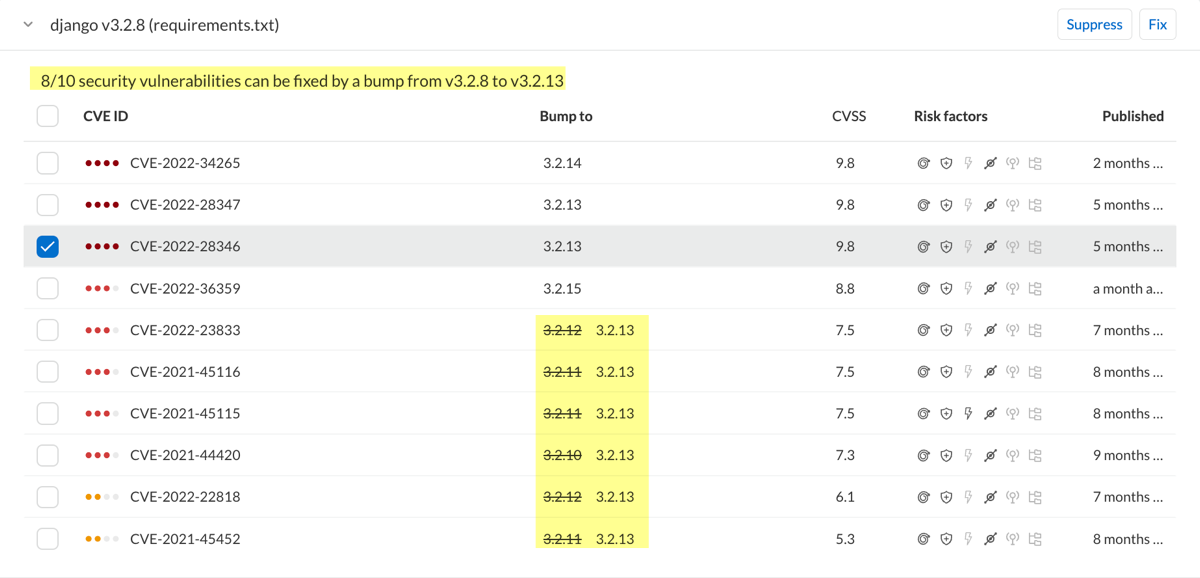 django v3.2.8 (requirements.txt) Suppress Fix
8/10 security vulnerabilities can be fixed by a bump from v3.2.8 to v3.2.13
CVE ID Bump to CVSS Risk factors Published
CVE-2022-34265 3.2.14 9.8 2 months ...
CVE-2022-28347 3.2.13 9.8 5 months ...
CVE-2022-28346 3.2.13 9.8 5 months ...
CVE-2022-36359 3.2.15 8.8 a month a...
CVE-2022-23833 3.2.12 3.2.13 7.5 7 months ...
CVE-2021-45116 3.2.11 3.2.13 7.5 8 months ...
CVE-2021-45115 3.2.11 3.2.13 7.5 8 months ...
CVE-2021-44420 3.2.10 3.2.13 7.3 9 months ...
CVE-2022-22818 3.2.12 3.2.13 6.1 7 months ...
CVE-2021-45452 3.2.11 3.2.13 5.3 8 months ...